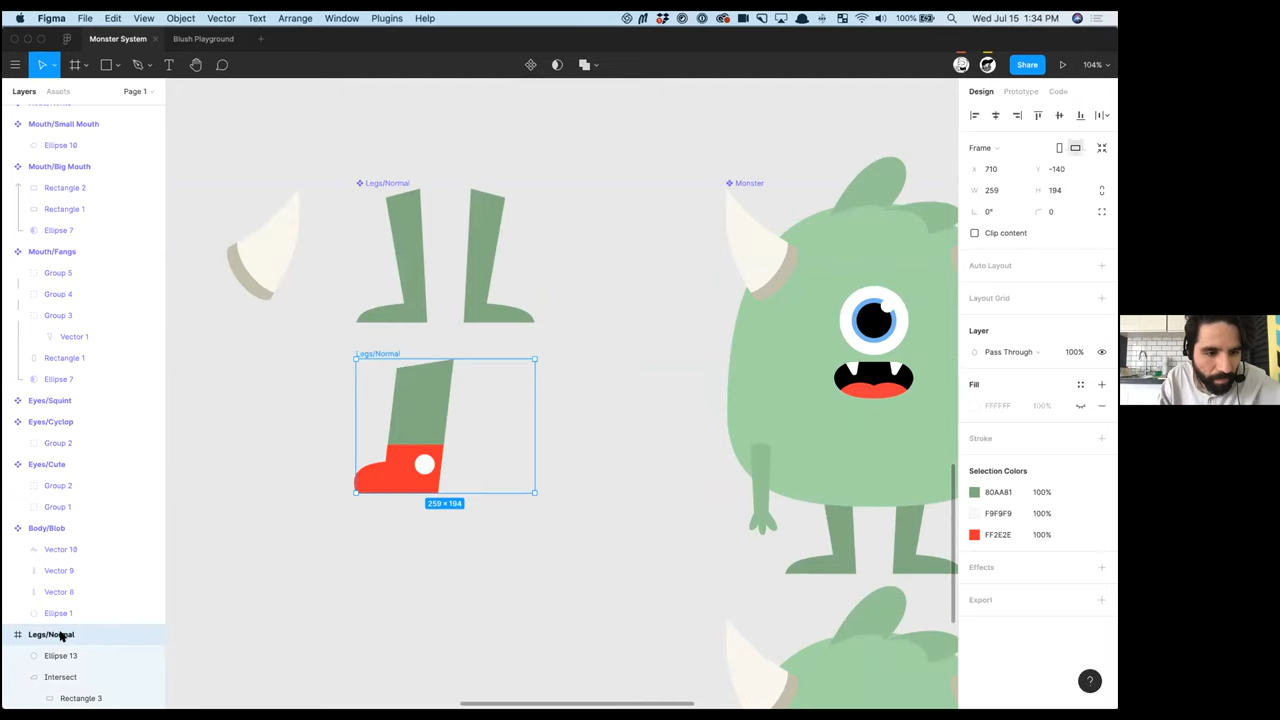 Figma File Edit View Object Vector Text Arrange Window Plugins Help 100% Wed Jul 15 1:34 PM
Monster System Blush Playground
Share 104%
Layers Assets Page 1
Mouth/Small Mouth
Ellipse 10
Mouth/Big Mouth
Rectangle 2
Rectangle 1
Ellipse 7
Mouth/Fangs
Group 5
Group 4
Group 3
Vector 1
Rectangle 1
Ellipse 7
Eyes/Squint
Eyes/Cyclop
Group 2
Eyes/Cute
Group 2
Group 1
Body/Blob
Vector 10
Vector 9
Vector 8
Ellipse 1
Legs/Normal
Ellipse 13
Intersect
Rectangle 3
Legs/Normal
Monster
Legs/Normal
259 × 194
Design Prototype Code
Frame
X 710 Y -140
W 259 H 194
0° 0
Clip content
Auto Layout
Layout Grid
Layer
Pass Through 100%
Fill
FFFFFF 100%
Stroke
Selection Colors
80AA81 100%
F9F9F9 100%
FF2E2E 100%
Effects
Export
?